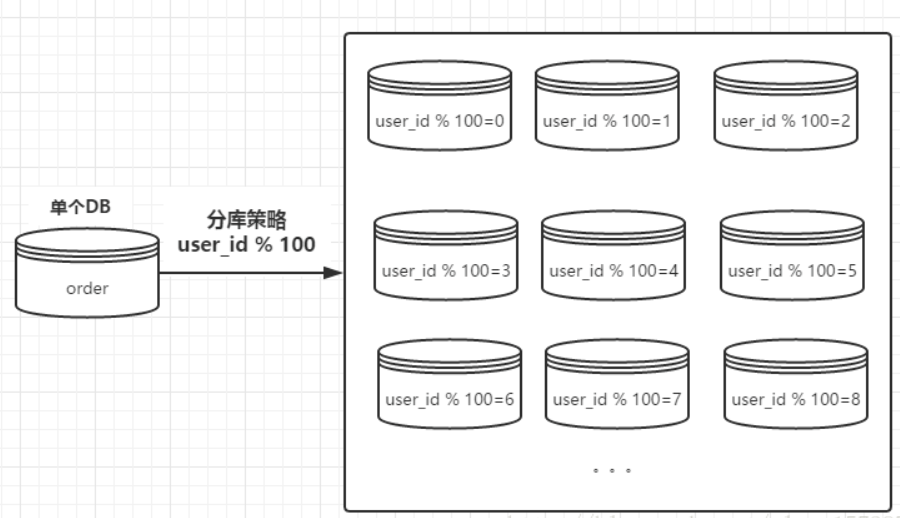 单个DB
order
分库策略
user_id % 100
user_id % 100=0
user_id % 100=1
user_id % 100=2
user_id % 100=3
user_id % 100=4
user_id % 100=5
user_id % 100=6
user_id % 100=7
user_id % 100=8
。。。